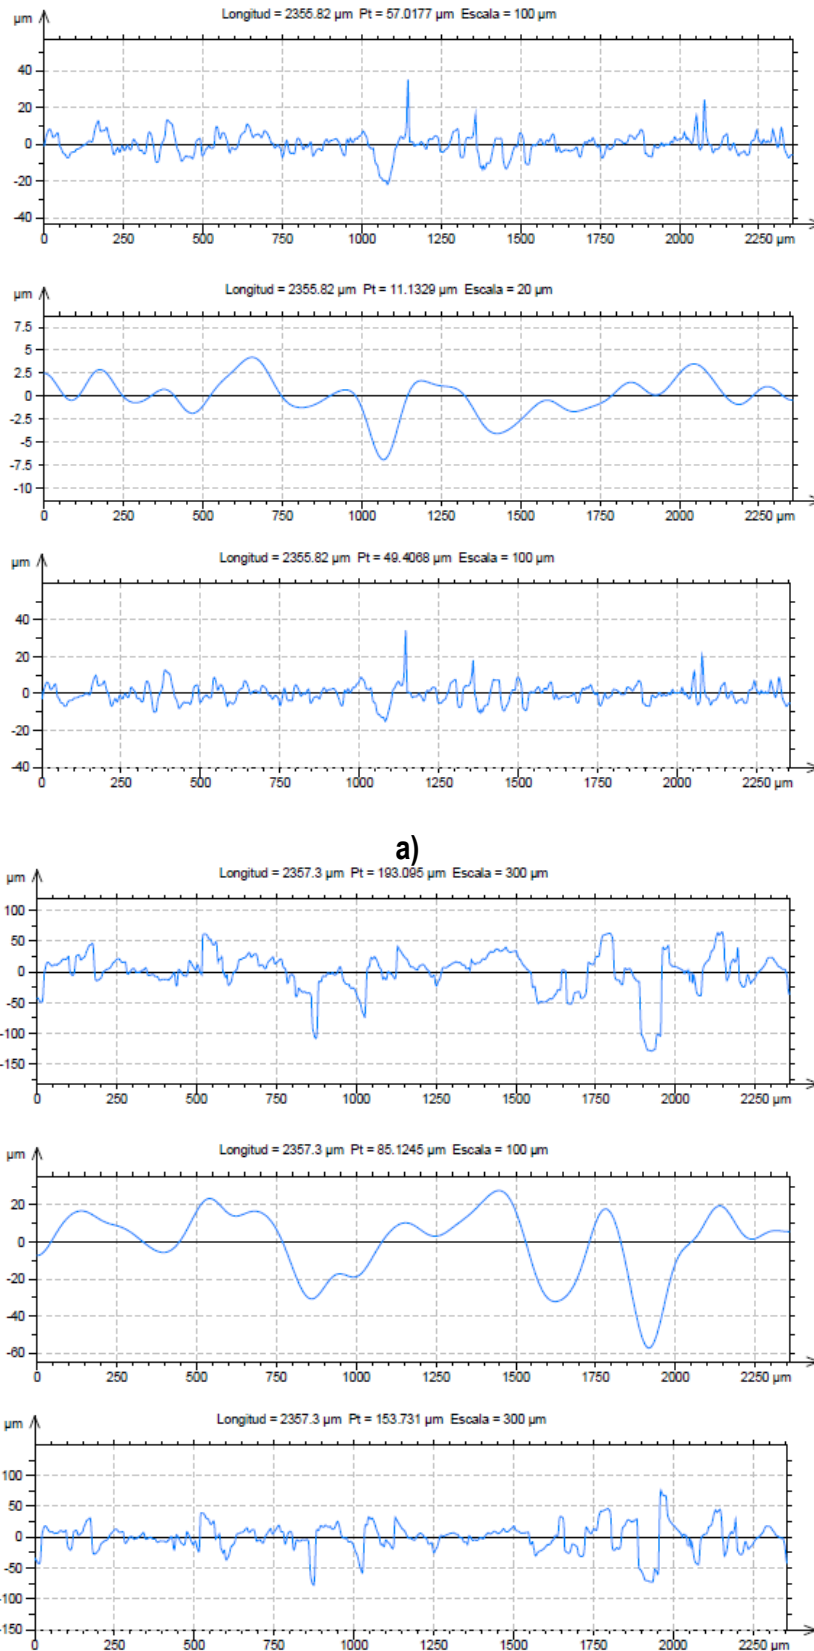 Longitud = 2355.82 µm Pt = 57.0177 µm Escala = 100 µm
µm
40
20
0
-20
-40
0 250 500 750 1000 1250 1500 1750 2000 2250 µm
Longitud = 2355.82 µm Pt = 11.1329 µm Escala = 20 µm
µm
7.5
5
2.5
0
-2.5
-5
-7.5
-10
0 250 500 750 1000 1250 1500 1750 2000 2250 µm
Longitud = 2355.82 µm Pt = 49.4068 µm Escala = 100 µm
µm
40
20
0
-20
-40
0 250 500 750 1000 1250 1500 1750 2000 2250 µm
a)
Longitud = 2357.3 µm Pt = 193.095 µm Escala = 300 µm
µm
100
50
0
-50
-100
-150
0 250 500 750 1000 1250 1500 1750 2000 2250 µm
Longitud = 2357.3 µm Pt = 85.1245 µm Escala = 100 µm
µm
20
0
-20
-40
-60
0 250 500 750 1000 1250 1500 1750 2000 2250 µm
Longitud = 2357.3 µm Pt = 153.731 µm Escala = 300 µm
µm
100
50
0
-50
-100
-150
0 250 500 750 1000 1250 1500 1750 2000 2250 µm